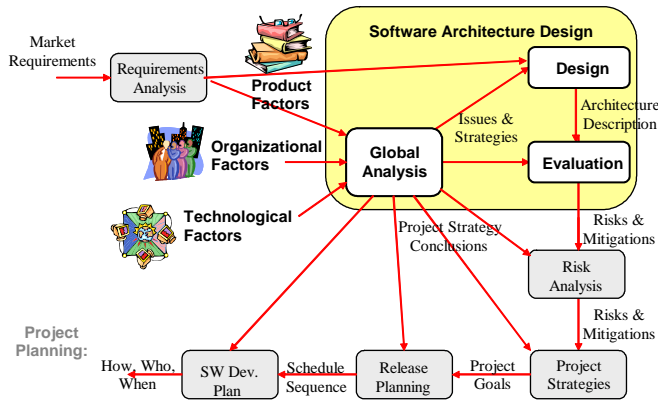 Software Architecture Design
Market
Requirements
Requirements
Analysis
Product
Factors
Design
Architecture
Description
Issues &
Strategies
Organizational
Factors
Global
Analysis
Evaluation
Technological
Factors
Project Strategy
Conclusions
Risks &
Mitigations
Risk
Analysis
Risks &
Mitigations
Project
Planning:
How, Who,
When
SW Dev.
Plan
Schedule
Sequence
Release
Planning
Project
Goals
Project
Strategies